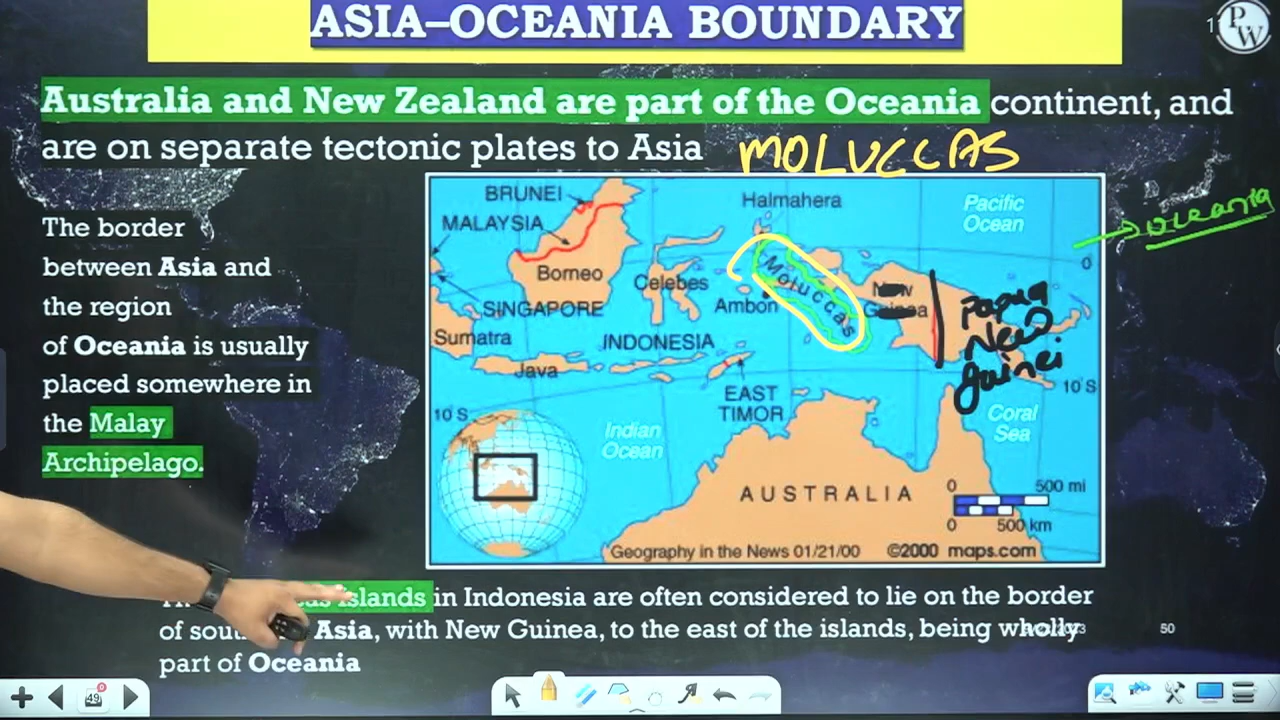 ASIA–OCEANIA BOUNDARY
PW
Australia and New Zealand are part of the Oceania continent, and
are on separate tectonic plates to Asia
MOLUCCAS
The border
between Asia and
the region
of Oceania is usually
placed somewhere in
the Malay
Archipelago.
BRUNEI
MALAYSIA
Halmahera
Pacific
Ocean
oceania
0
Borneo
Celebes
Moluccas
New
Guinea
SINGAPORE
Ambon
Papua
New
guinei
Sumatra
INDONESIA
Java
EAST
TIMOR
10°S
10°S
Indian
Ocean
Coral
Sea
AUSTRALIA
0 500 mi
0 500 km
Geography in the News 01/21/00 ©2000 maps.com
islands in Indonesia are often considered to lie on the border
Asia, with New Guinea, to the east of the islands, being wholly
50
part of Oceania
49